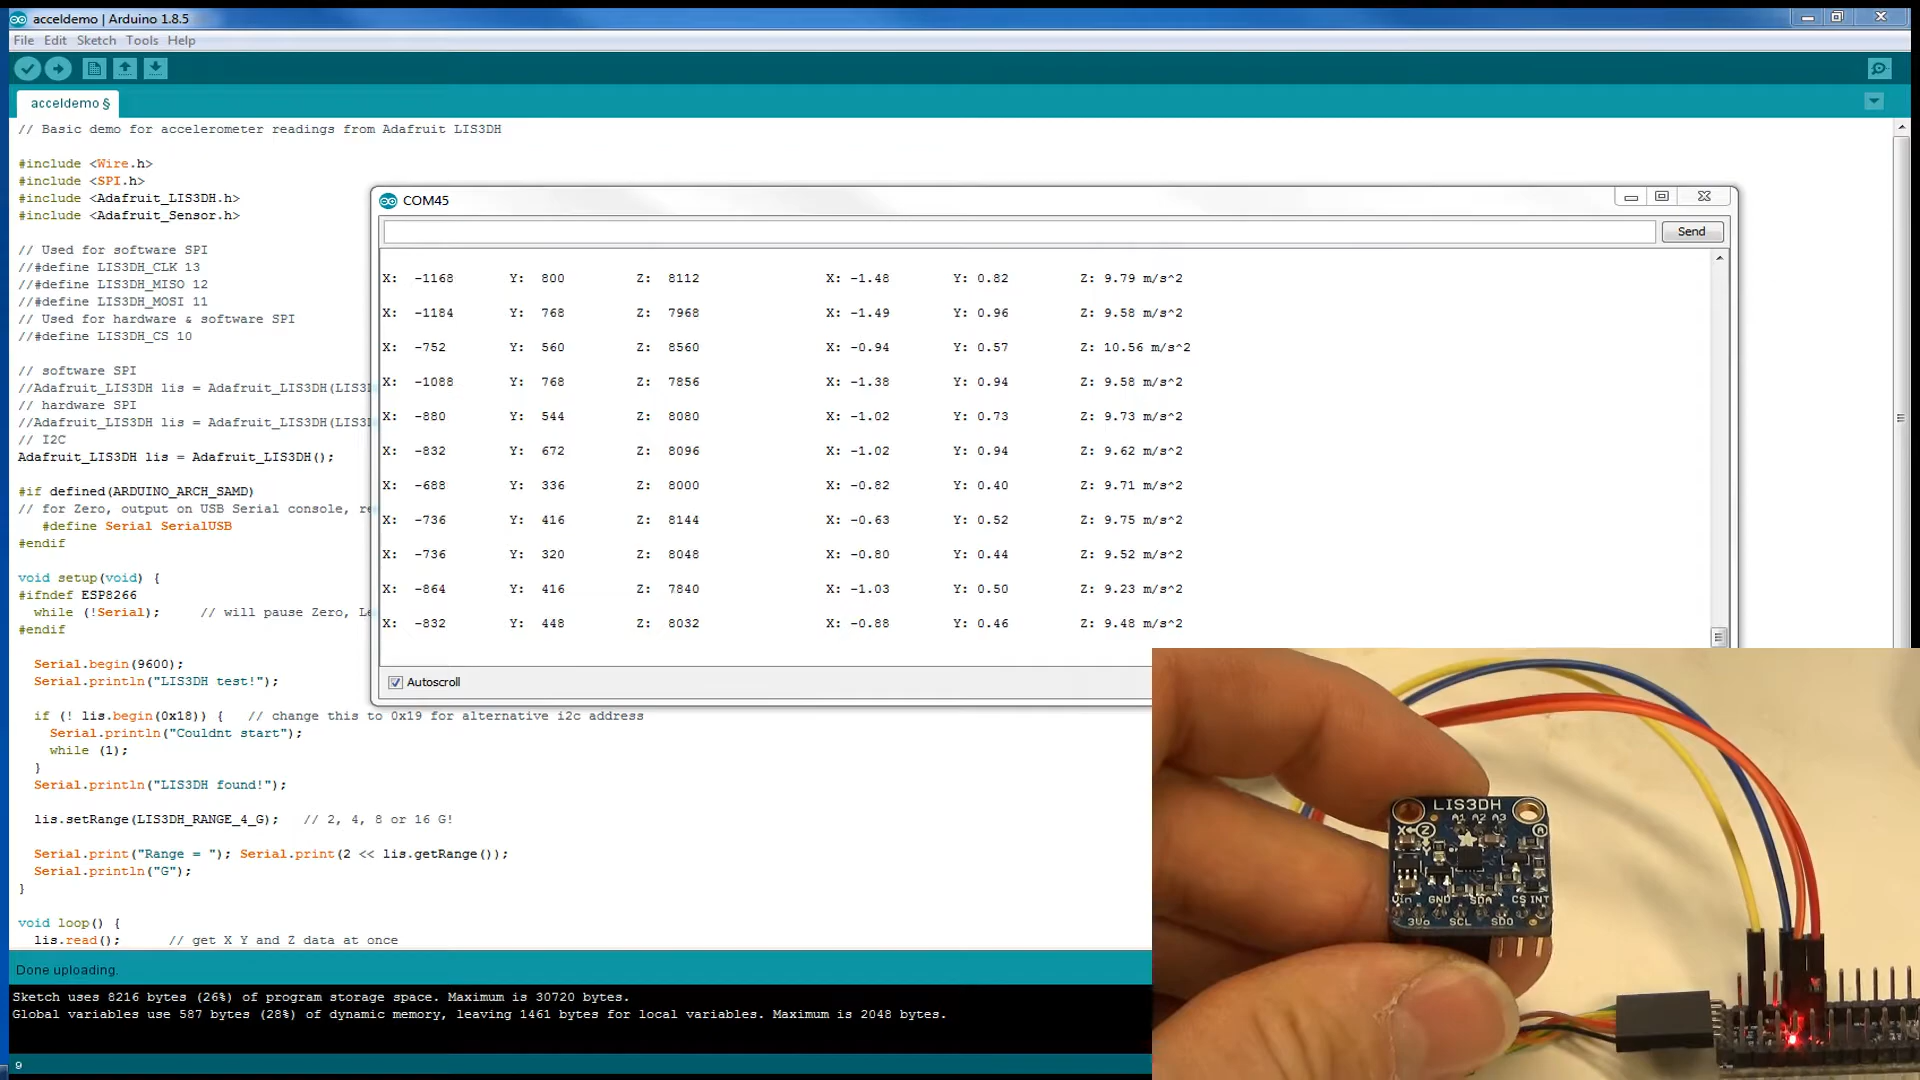 acceldemo | Arduino 1.8.5
File Edit Sketch Tools Help
acceldemo §
// Basic demo for accelerometer readings from Adafruit LIS3DH
#include <Wire.h>
#include <SPI.h>
#include <Adafruit_LIS3DH.h>
#include <Adafruit_Sensor.h>
// Used for software SPI
//#define LIS3DH_CLK 13
//#define LIS3DH_MISO 12
//#define LIS3DH_MOSI 11
// Used for hardware & software SPI
//#define LIS3DH_CS 10
// software SPI
//Adafruit_LIS3DH lis = Adafruit_LIS3DH(LIS3
// hardware SPI
//Adafruit_LIS3DH lis = Adafruit_LIS3DH(LIS3
// I2C
Adafruit_LIS3DH lis = Adafruit_LIS3DH();
#if defined(ARDUINO_ARCH_SAMD)
// for Zero, output on USB Serial console, re
#define Serial SerialUSB
#endif
void setup(void) {
#ifndef ESP8266
while (!Serial); // will pause Zero, Le
#endif
Serial.begin(9600);
Serial.println("LIS3DH test!");
if (! lis.begin(0x18)) { // change this to 0x19 for alternative i2c address
Serial.println("Couldnt start");
while (1);
}
Serial.println("LIS3DH found!");
lis.setRange(LIS3DH_RANGE_4_G); // 2, 4, 8 or 16 G!
Serial.print("Range = "); Serial.print(2 << lis.getRange());
Serial.println("G");
}
void loop() {
lis.read(); // get X Y and Z data at once
COM45
Send
X: -1168 Y: 800 Z: 8112 X: -1.48 Y: 0.82 Z: 9.79 m/s^2
X: -1184 Y: 768 Z: 7968 X: -1.49 Y: 0.96 Z: 9.58 m/s^2
X: -752 Y: 560 Z: 8560 X: -0.94 Y: 0.57 Z: 10.56 m/s^2
X: -1088 Y: 768 Z: 7856 X: -1.38 Y: 0.94 Z: 9.58 m/s^2
X: -880 Y: 544 Z: 8080 X: -1.02 Y: 0.73 Z: 9.73 m/s^2
X: -832 Y: 672 Z: 8096 X: -1.02 Y: 0.94 Z: 9.62 m/s^2
X: -688 Y: 336 Z: 8000 X: -0.82 Y: 0.40 Z: 9.71 m/s^2
X: -736 Y: 416 Z: 8144 X: -0.63 Y: 0.52 Z: 9.75 m/s^2
X: -736 Y: 320 Z: 8048 X: -0.80 Y: 0.44 Z: 9.52 m/s^2
X: -864 Y: 416 Z: 7840 X: -1.03 Y: 0.50 Z: 9.23 m/s^2
X: -832 Y: 448 Z: 8032 X: -0.88 Y: 0.46 Z: 9.48 m/s^2
Autoscroll
LIS3DH
A1 A2 A3
X Z
Y
Vin GND SDA CS INT
3Vo SCL SDO
Done uploading.
Sketch uses 8216 bytes (26%) of program storage space. Maximum is 30720 bytes.
Global variables use 587 bytes (28%) of dynamic memory, leaving 1461 bytes for local variables. Maximum is 2048 bytes.
9